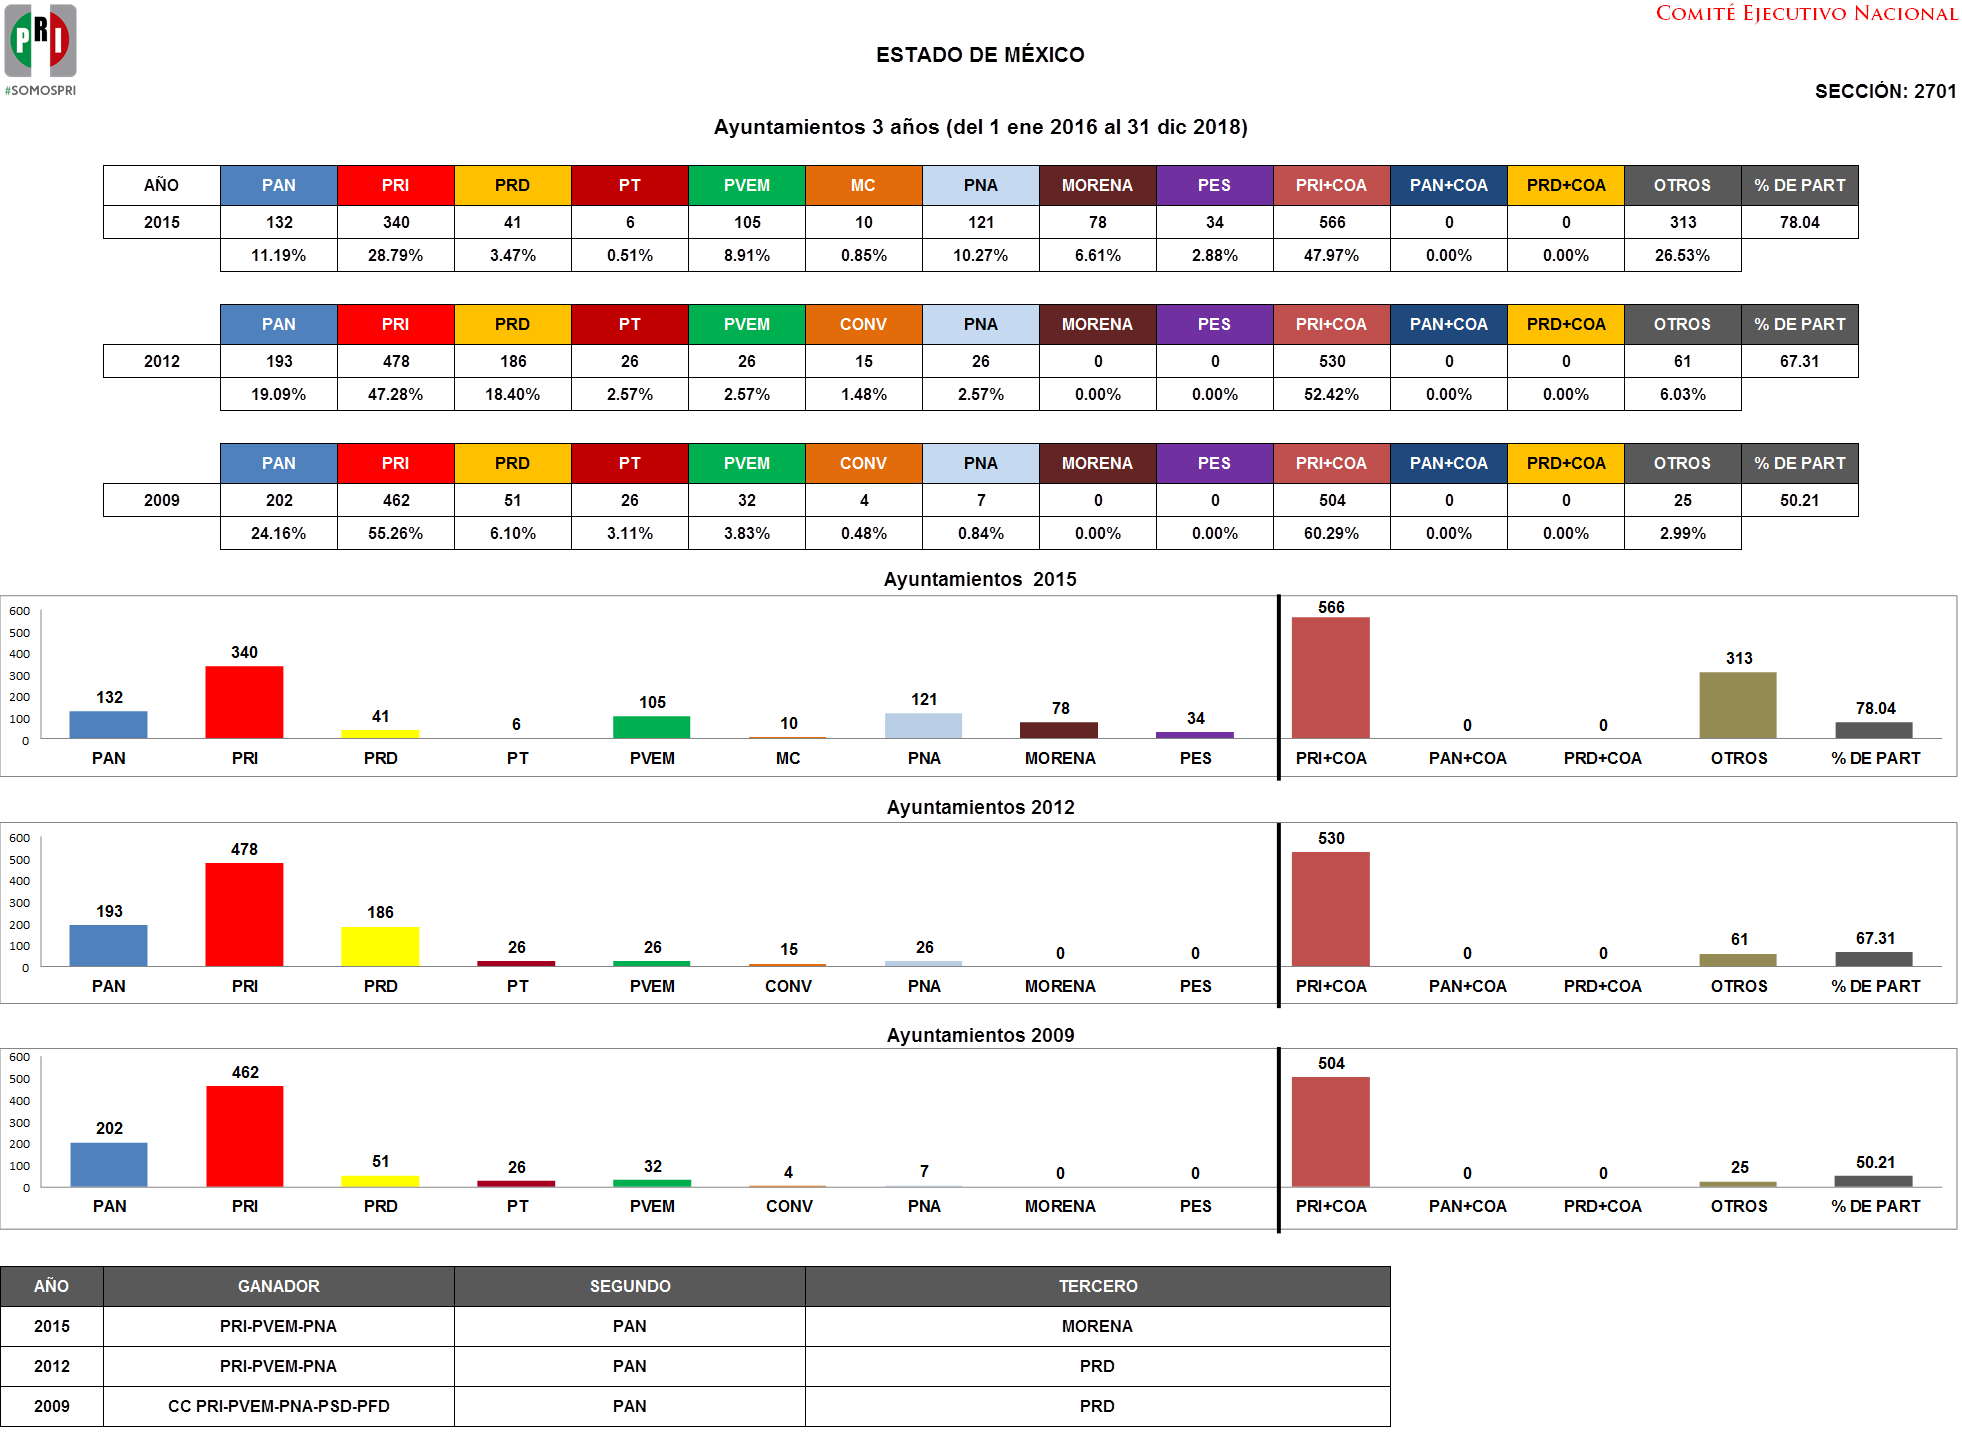 PRI
#SOMOSPRI
COMITÉ EJECUTIVO NACIONAL
ESTADO DE MÉXICO
SECCIÓN: 2701
Ayuntamientos 3 años (del 1 ene 2016 al 31 dic 2018)
AÑO PAN PRI PRD PT PVEM MC PNA MORENA PES PRI+COA PAN+COA PRD+COA OTROS % DE PART
2015 132 340 41 6 105 10 121 78 34 566 0 0 313 78.04
11.19% 28.79% 3.47% 0.51% 8.91% 0.85% 10.27% 6.61% 2.88% 47.97% 0.00% 0.00% 26.53%
PAN PRI PRD PT PVEM CONV PNA MORENA PES PRI+COA PAN+COA PRD+COA OTROS % DE PART
2012 193 478 186 26 26 15 26 0 0 530 0 0 61 67.31
19.09% 47.28% 18.40% 2.57% 2.57% 1.48% 2.57% 0.00% 0.00% 52.42% 0.00% 0.00% 6.03%
PAN PRI PRD PT PVEM CONV PNA MORENA PES PRI+COA PAN+COA PRD+COA OTROS % DE PART
2009 202 462 51 26 32 4 7 0 0 504 0 0 25 50.21
24.16% 55.26% 6.10% 3.11% 3.83% 0.48% 0.84% 0.00% 0.00% 60.29% 0.00% 0.00% 2.99%
Ayuntamientos 2015
600
500
400
300
200
100
0
132 340 41 6 105 10 121 78 34 566 0 0 313 78.04
PAN PRI PRD PT PVEM MC PNA MORENA PES PRI+COA PAN+COA PRD+COA OTROS % DE PART
Ayuntamientos 2012
600
500
400
300
200
100
0
193 478 186 26 26 15 26 0 0 530 0 0 61 67.31
PAN PRI PRD PT PVEM CONV PNA MORENA PES PRI+COA PAN+COA PRD+COA OTROS % DE PART
Ayuntamientos 2009
600
500
400
300
200
100
0
202 462 51 26 32 4 7 0 0 504 0 0 25 50.21
PAN PRI PRD PT PVEM CONV PNA MORENA PES PRI+COA PAN+COA PRD+COA OTROS % DE PART
AÑO GANADOR SEGUNDO TERCERO
2015 PRI-PVEM-PNA PAN MORENA
2012 PRI-PVEM-PNA PAN PRD
2009 CC PRI-PVEM-PNA-PSD-PFD PAN PRD